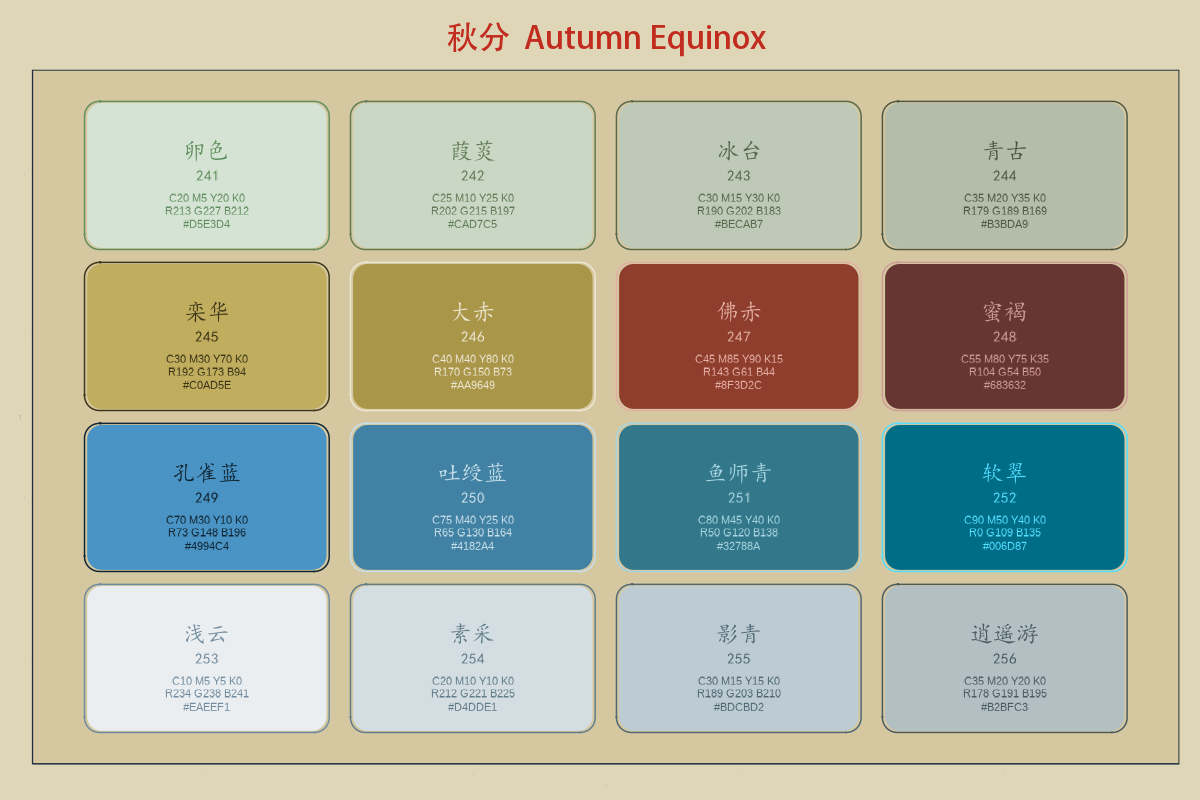 秋分 Autumn Equinox
卵色
241
C20 M5 Y20 K0
R213 G227 B212
#D5E3D4
葭菼
242
C25 M10 Y25 K0
R202 G215 B197
#CAD7C5
冰台
243
C30 M15 Y30 K0
R190 G202 B183
#BECAB7
青古
244
C35 M20 Y35 K0
R179 G189 B169
#B3BDA9
栾华
245
C30 M30 Y70 K0
R192 G173 B94
#C0AD5E
大赤
246
C40 M40 Y80 K0
R170 G150 B73
#AA9649
佛赤
247
C45 M85 Y90 K15
R143 G61 B44
#8F3D2C
蜜褐
248
C55 M80 Y75 K35
R104 G54 B50
#683632
孔雀蓝
249
C70 M30 Y10 K0
R73 G148 B196
#4994C4
吐绶蓝
250
C75 M40 Y25 K0
R65 G130 B164
#4182A4
鱼师青
251
C80 M45 Y40 K0
R50 G120 B138
#32788A
软翠
252
C90 M50 Y40 K0
R0 G109 B135
#006D87
浅云
253
C10 M5 Y5 K0
R234 G238 B241
#EAEEF1
素采
254
C20 M10 Y10 K0
R212 G221 B225
#D4DDE1
影青
255
C30 M15 Y15 K0
R189 G203 B210
#BDCBD2
逍遥游
256
C35 M20 Y20 K0
R178 G191 B195
#B2BFC3